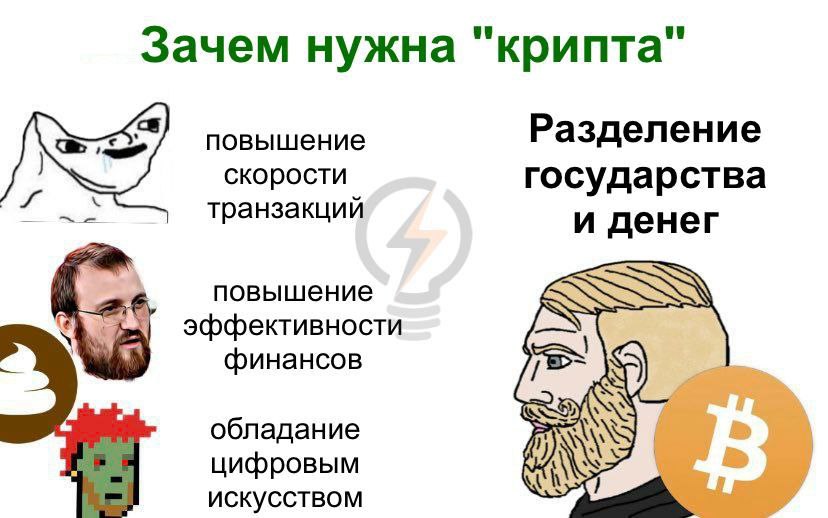 Зачем нужна "крипта"
повышение
скорости
транзакций
повышение
эффективности
финансов
обладание
цифровым
искусством
Разделение
государства
и денег